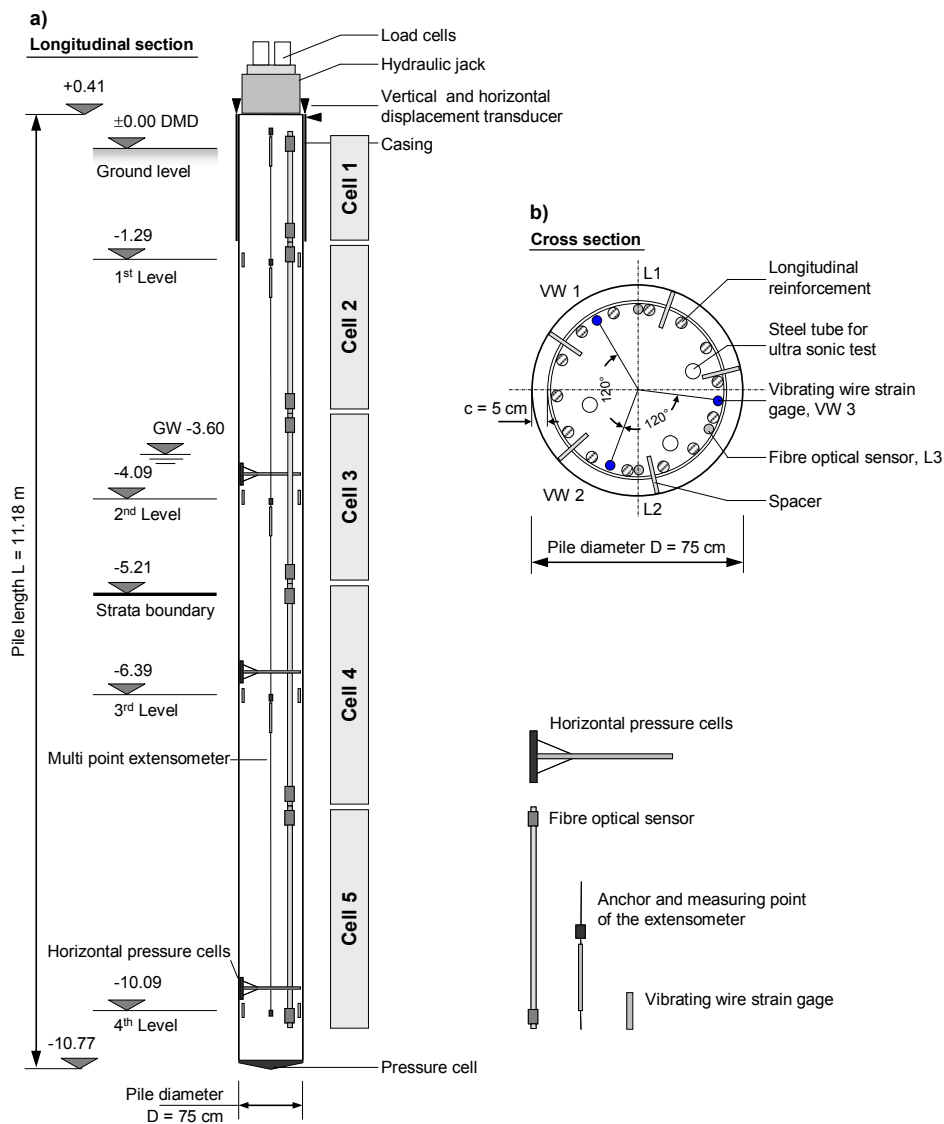 a)
Longitudinal section
Load cells
Hydraulic jack
+0.41
Vertical and horizontal
displacement transducer
±0.00 DMD
Casing
Ground level
Cell 1
-1.29
1st Level
Cell 2
GW -3.60
-4.09
2nd Level
Cell 3
-5.21
Strata boundary
Pile length L = 11.18 m
-6.39
3rd Level
Cell 4
Multi point extensometer
Cell 5
Horizontal pressure cells
-10.09
4th Level
-10.77
Pressure cell
Pile diameter
D = 75 cm
b)
Cross section
L1
VW 1
Longitudinal
reinforcement
Steel tube for
ultra sonic test
120°
120°
c = 5 cm
Vibrating wire strain
gage, VW 3
Fibre optical sensor, L3
VW 2
L2
Spacer
Pile diameter D = 75 cm
Horizontal pressure cells
Fibre optical sensor
Anchor and measuring point
of the extensometer
Vibrating wire strain gage